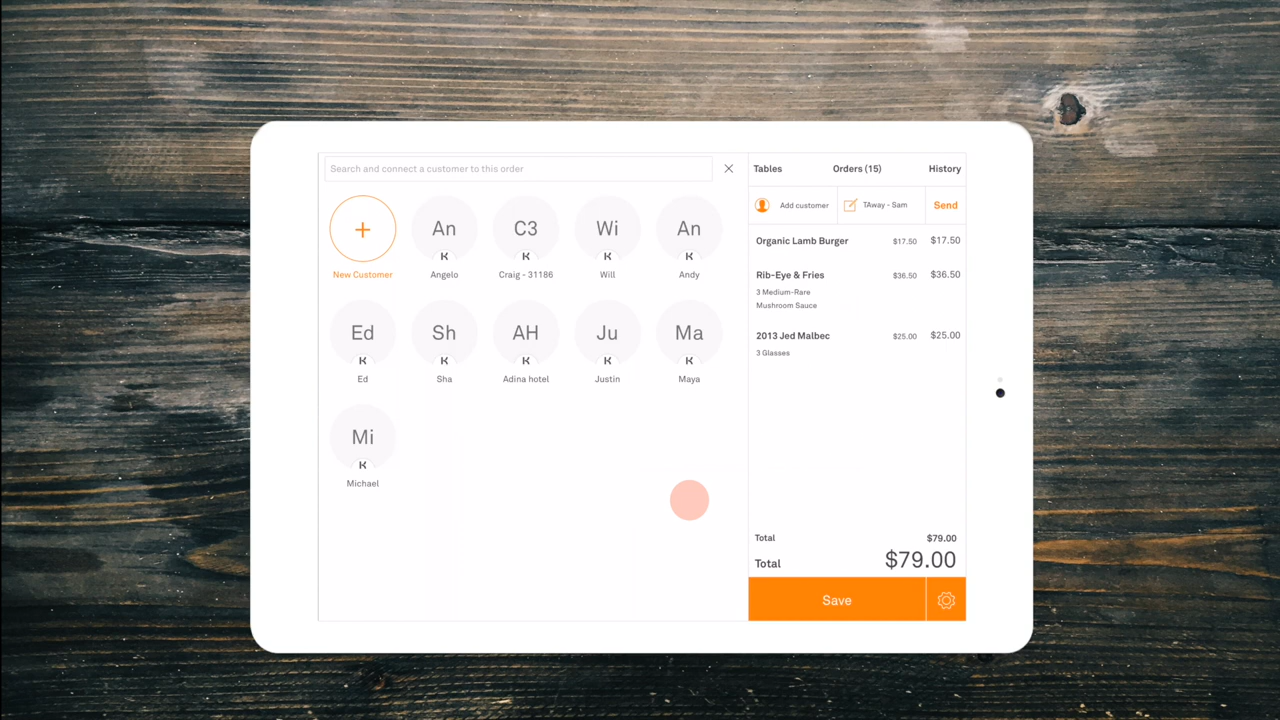 Search and connect a customer to this order
Tables
Orders (15)
History
Add customer
TAway - Sam
Send
An
C3
Wi
An
New Customer
Angelo
Craig - 31186
Will
Andy
Organic Lamb Burger $17.50 $17.50
Rib-Eye & Fries $36.50 $36.50
3 Medium-Rare
Mushroom Sauce
2013 Jed Malbec $25.00 $25.00
3 Glasses
Ed
Sh
AH
Ju
Ma
Ed
Sha
Adina hotel
Justin
Maya
Mi
Michael
Total $79.00
Total $79.00
Save